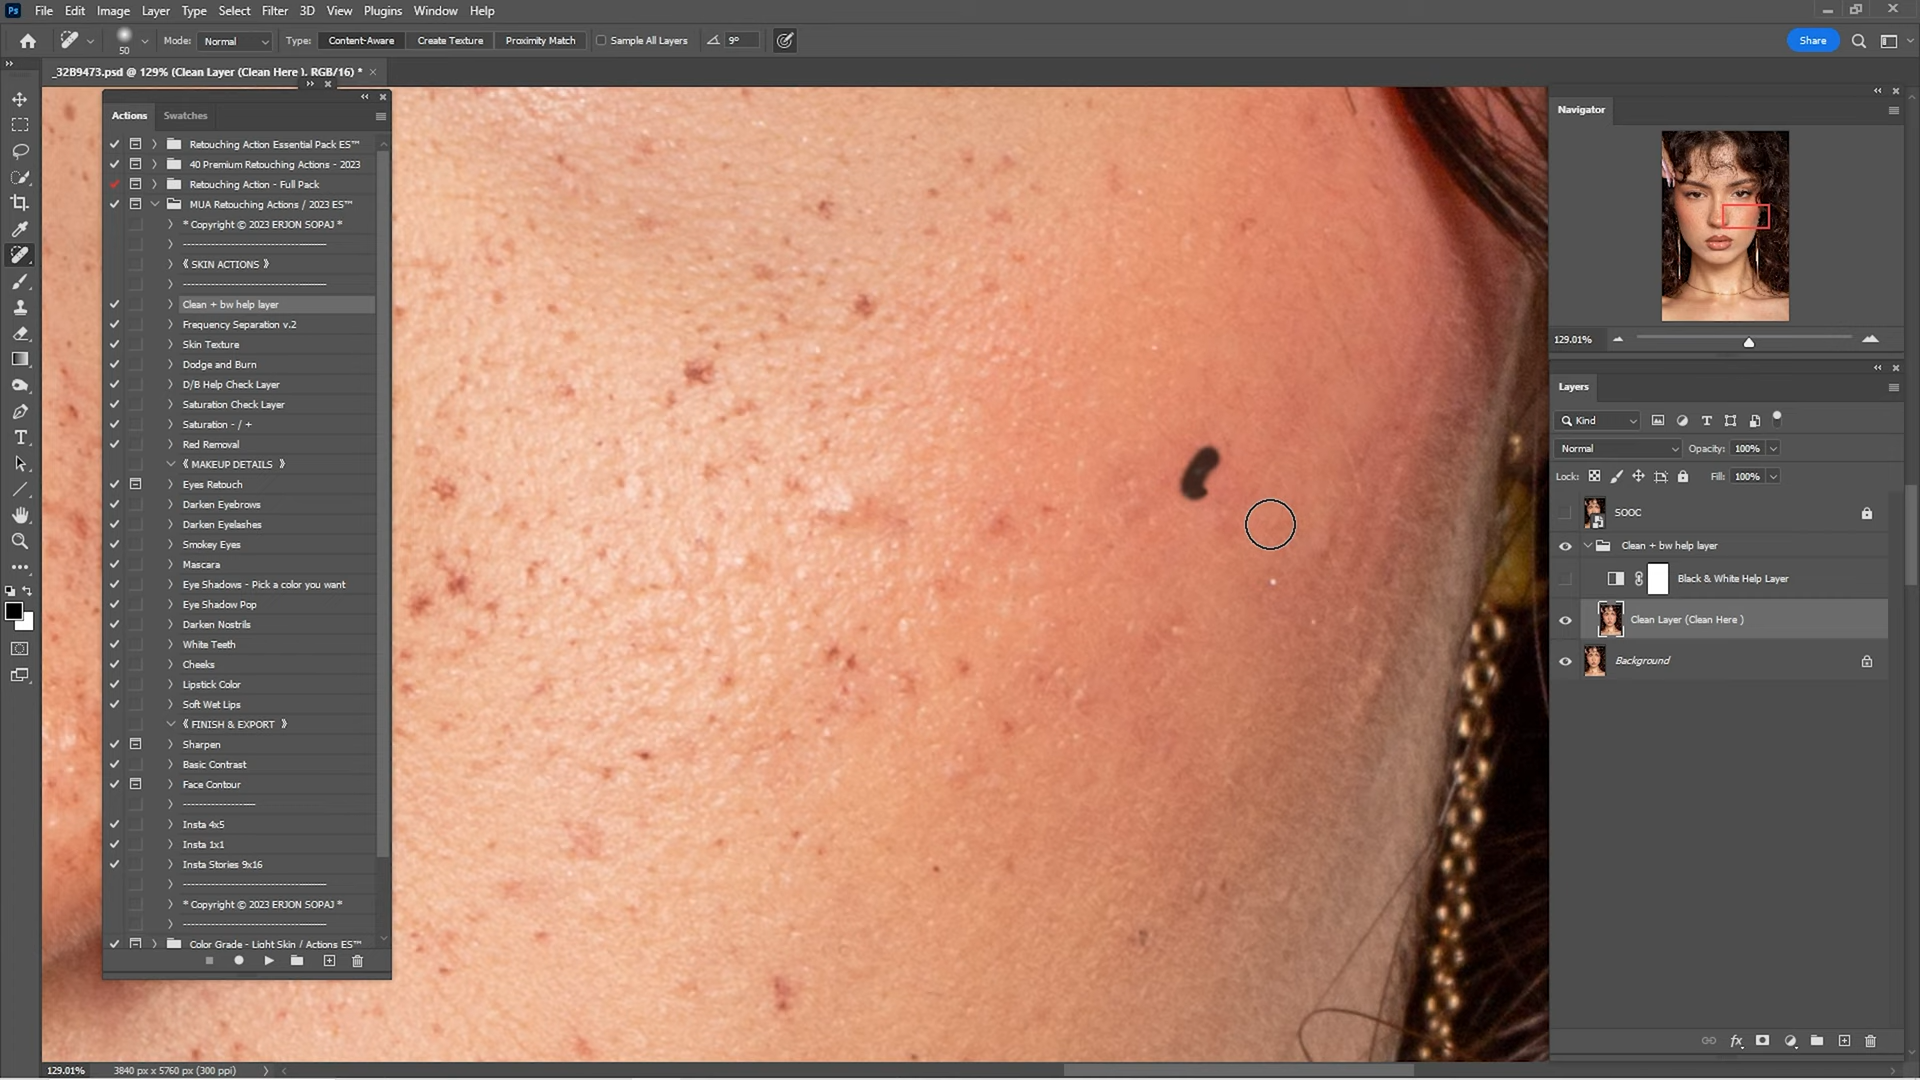 Ps File Edit Image Layer Type Select Filter 3D View Plugins Window Help
50 Mode: Normal Type: Content-Aware Create Texture Proximity Match Sample All Layers 9° Share
_32B9473.psd @ 129% (Clean Layer (Clean Here ), RGB/16) *
Actions Swatches
Retouching Action Essential Pack ES™
40 Premium Retouching Actions - 2023
Retouching Action - Full Pack
MUA Retouching Actions / 2023 ES™
* Copyright © 2023 ERJON SOPAJ *
----------------------------------
《 SKIN ACTIONS 》
----------------------------------
Clean + bw help layer
Frequency Separation v.2
Skin Texture
Dodge and Burn
D/B Help Check Layer
Saturation Check Layer
Saturation - / +
Red Removal
《 MAKEUP DETAILS 》
Eyes Retouch
Darken Eyebrows
Darken Eyelashes
Smokey Eyes
Mascara
Eye Shadows - Pick a color you want
Eye Shadow Pop
Darken Nostrils
White Teeth
Cheeks
Lipstick Color
Soft Wet Lips
《 FINISH & EXPORT 》
Sharpen
Basic Contrast
Face Contour
-----------------
Insta 4x5
Insta 1x1
Insta Stories 9x16
----------------------------------
* Copyright © 2023 ERJON SOPAJ *
----------------------------------
Color Grade - Light Skin / Actions ES™
Navigator
129.01%
Layers
Kind
Normal Opacity: 100%
Lock: Fill: 100%
SOOC
Clean + bw help layer
Black & White Help Layer
Clean Layer (Clean Here )
Background
fx
129.01% 3840 px x 5760 px (300 ppi)